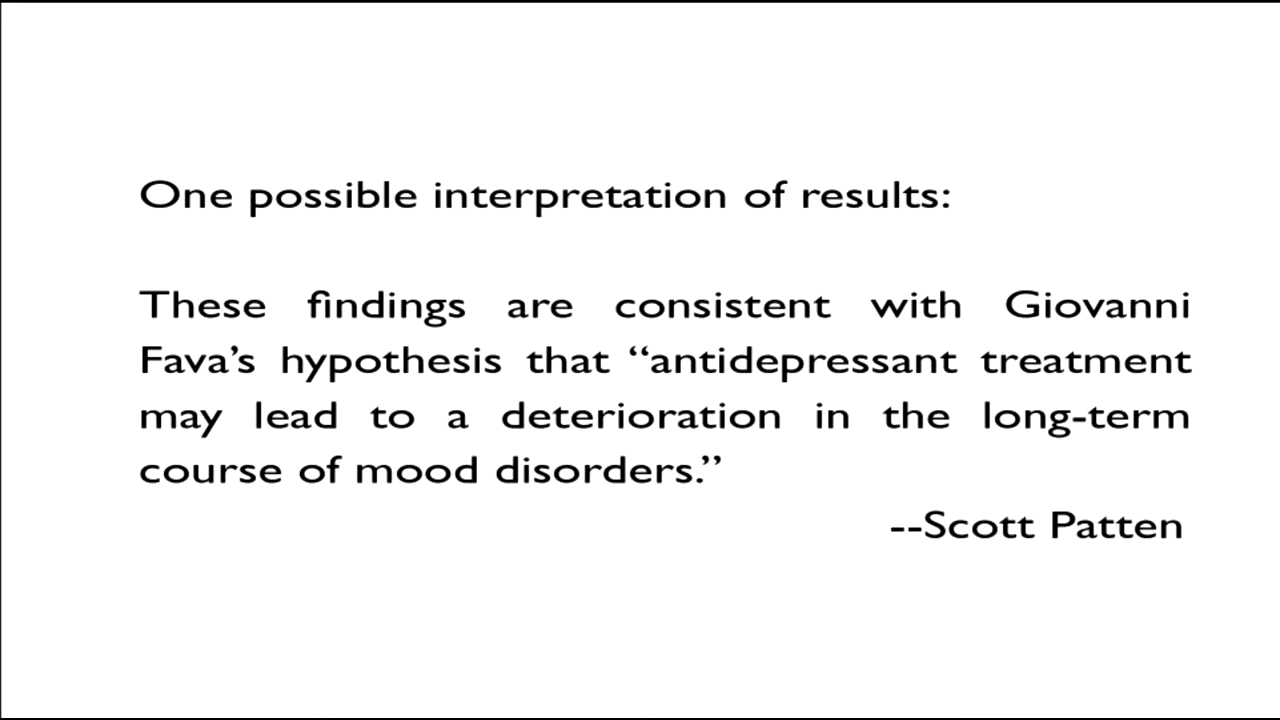 One possible interpretation of results:
These findings are consistent with Giovanni
Fava’s hypothesis that “antidepressant treatment
may lead to a deterioration in the long-term
course of mood disorders.”
--Scott Patten